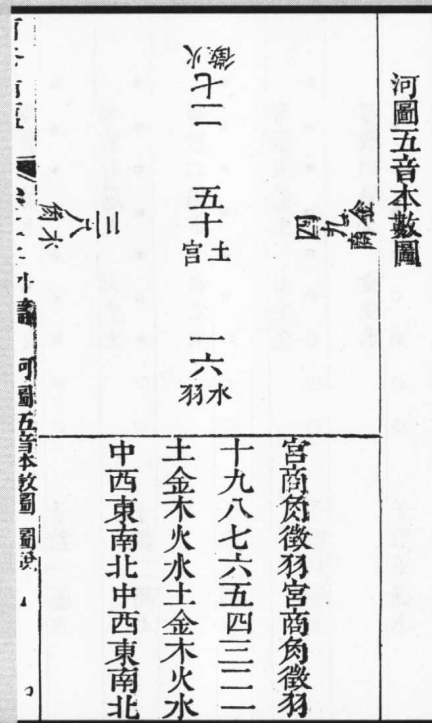 河圖五音本數圖
徵火
七二
金商
九
四
五十
土宮
三
八
角木
一六
水羽
宮商角徵羽宮商角徵羽
十九八七六五四三二一
土金木火水土金木火水
中西東南北中西東南北
河圖五音本數圖 圖說